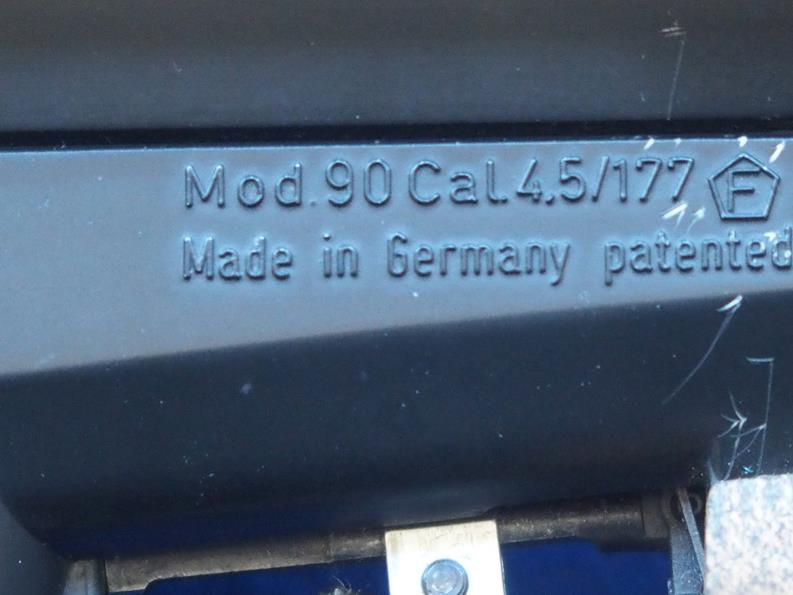 Mod.90 Cal.4,5/177 F
Made in Germany patented